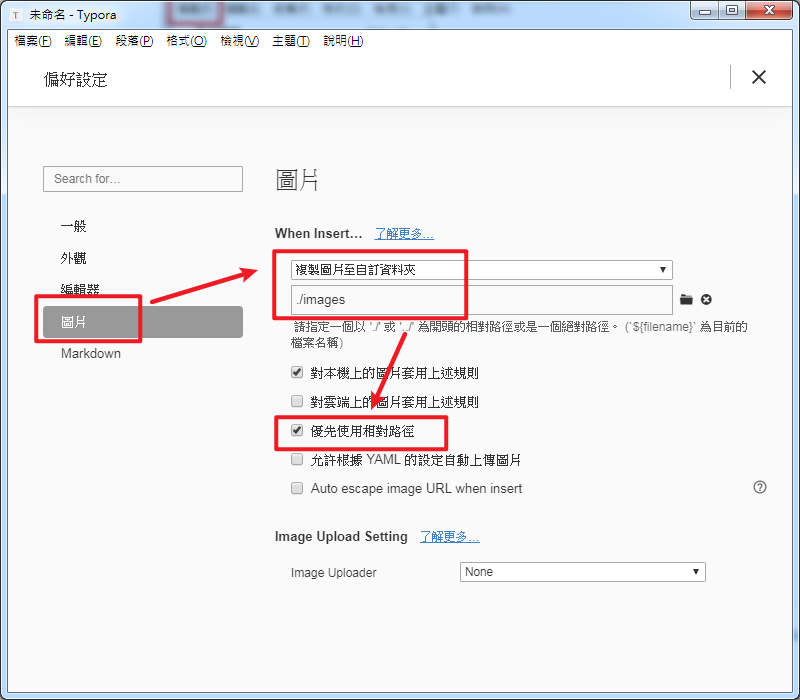 未命名 - Typora
檔案(F) 編輯(E) 段落(P) 格式(O) 檢視(V) 主題(T) 說明(H)
偏好設定
Search for...
一般
外觀
編輯器
圖片
Markdown
圖片
When Insert... 了解更多...
複製圖片至自訂資料夾
./images
請指定一個以 './' 或 '../' 為開頭的相對路徑或是一個絕對路徑。 (`${filename}` 為目前的
檔案名稱)
對本機上的圖片套用上述規則
對雲端上的圖片套用上述規則
優先使用相對路徑
允許根據 YAML 的設定自動上傳圖片
Auto escape image URL when insert
Image Upload Setting 了解更多...
Image Uploader None